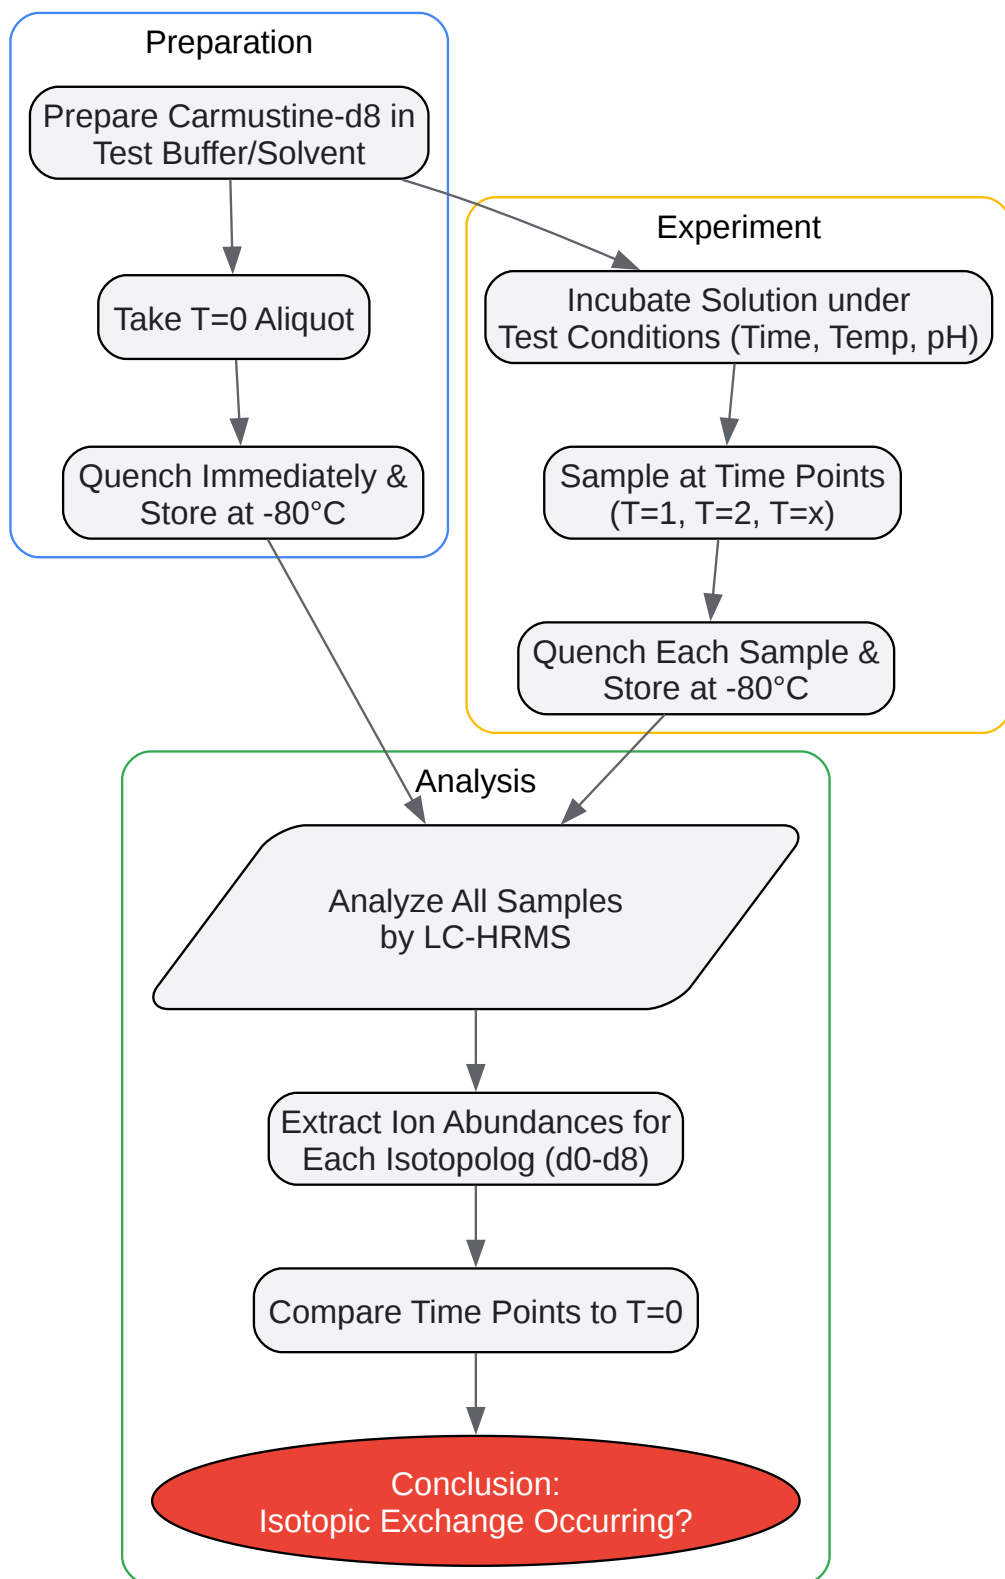 Preparation
Prepare Carmustine-d8 in
Test Buffer/Solvent
Take T=0 Aliquot
Quench Immediately &
Store at -80°C
Experiment
Incubate Solution under
Test Conditions (Time, Temp, pH)
Sample at Time Points
(T=1, T=2, T=x)
Quench Each Sample &
Store at -80°C
Analysis
Analyze All Samples
by LC-HRMS
Extract Ion Abundances for
Each Isotopolog (d0-d8)
Compare Time Points to T=0
Conclusion:
Isotopic Exchange Occurring?